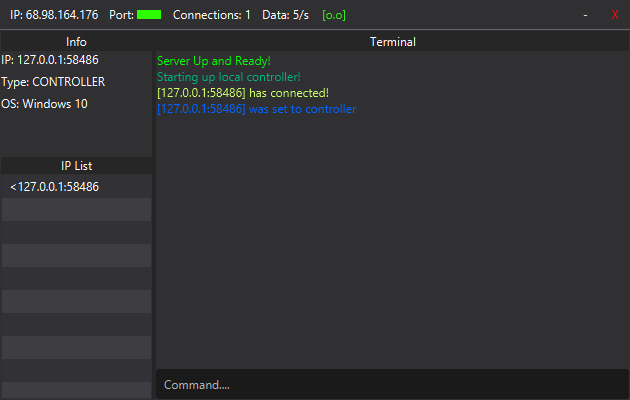 IP: 68.98.164.176 Port: Connections: 1 Data: 5/s [o.o] - X
Info
IP: 127.0.0.1:58486
Type: CONTROLLER
OS: Windows 10
IP List
<127.0.0.1:58486
Terminal
Server Up and Ready!
Starting up local controller!
[127.0.0.1:58486] has connected!
[127.0.0.1:58486] was set to controller
Command....